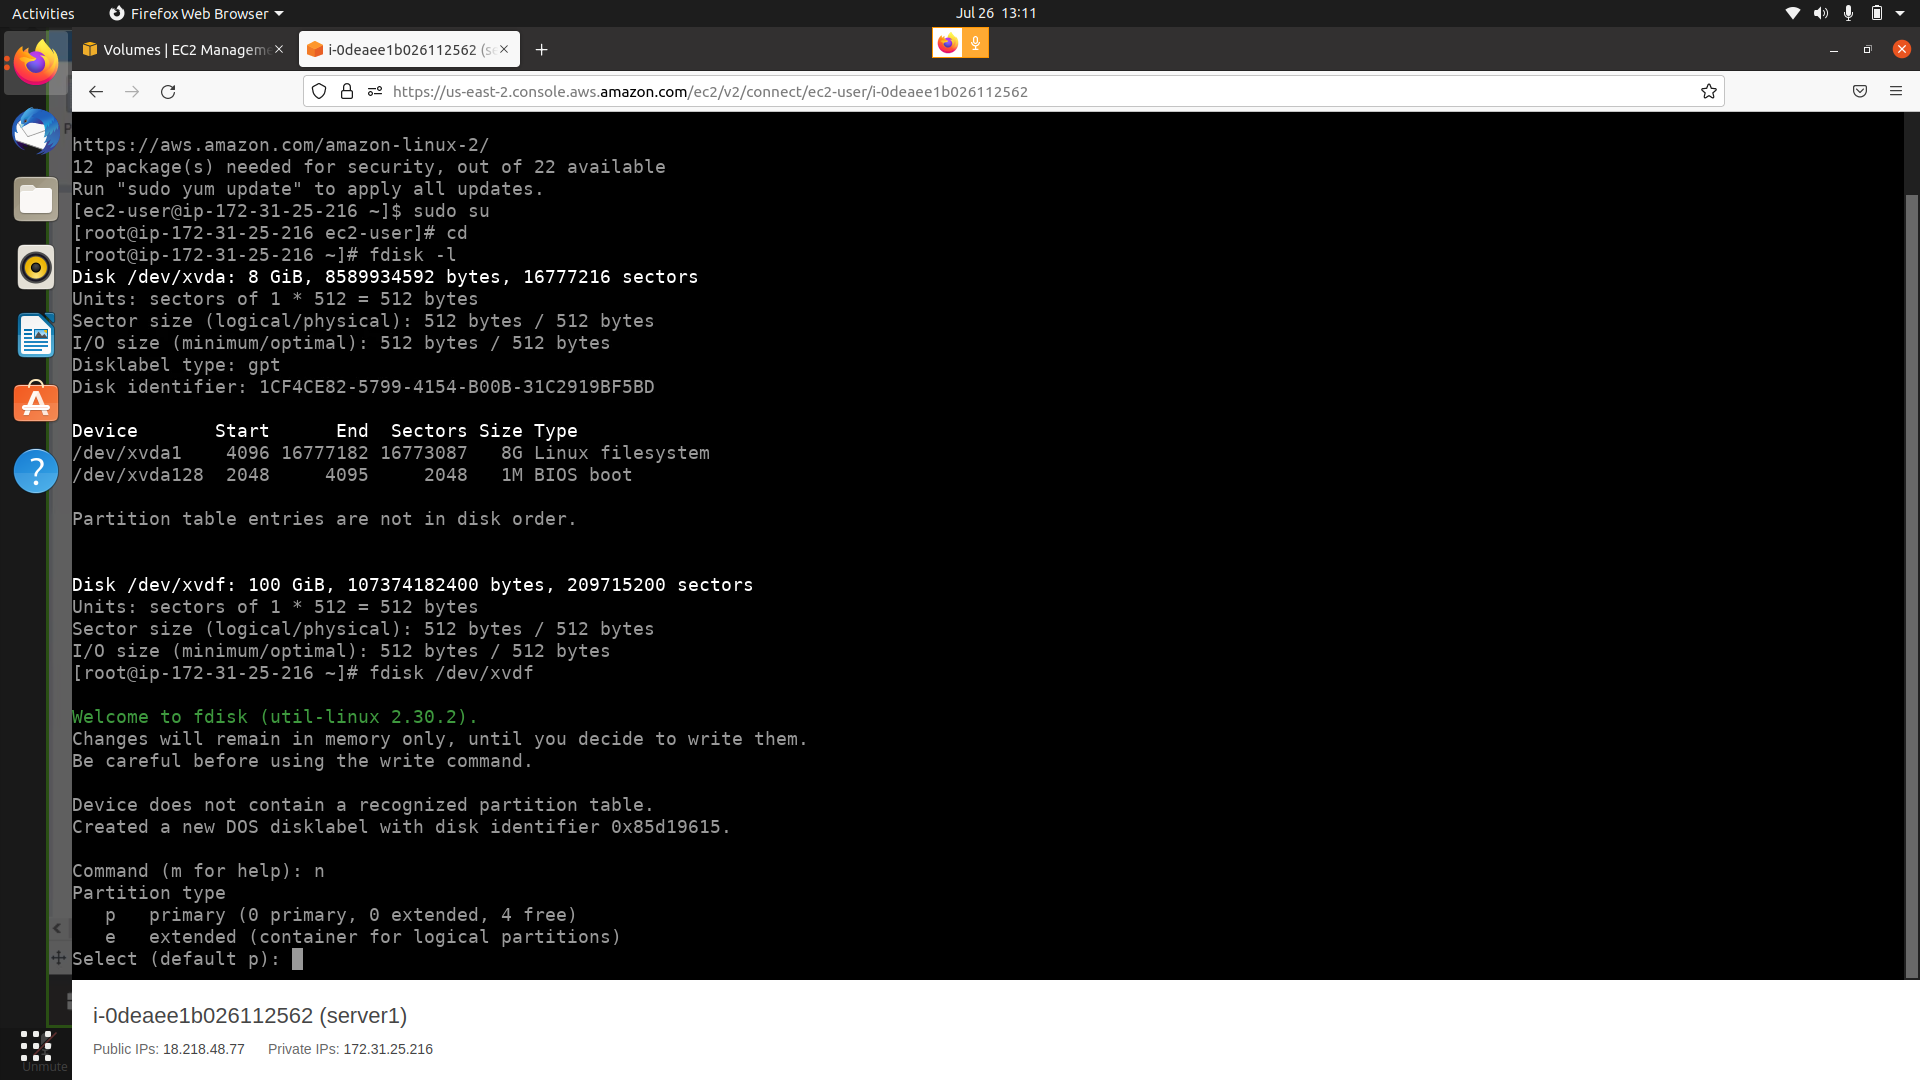 Activities
Firefox Web Browser
Jul 26 13:11
Volumes | EC2 Manageme
i-0deaee1b026112562 (se
https://us-east-2.console.aws.amazon.com/ec2/v2/connect/ec2-user/i-0deaee1b026112562
https://aws.amazon.com/amazon-linux-2/
12 package(s) needed for security, out of 22 available
Run "sudo yum update" to apply all updates.
[ec2-user@ip-172-31-25-216 ~]$ sudo su
[root@ip-172-31-25-216 ec2-user]# cd
[root@ip-172-31-25-216 ~]# fdisk -l
Disk /dev/xvda: 8 GiB, 8589934592 bytes, 16777216 sectors
Units: sectors of 1 * 512 = 512 bytes
Sector size (logical/physical): 512 bytes / 512 bytes
I/O size (minimum/optimal): 512 bytes / 512 bytes
Disklabel type: gpt
Disk identifier: 1CF4CE82-5799-4154-B00B-31C2919BF5BD
Device       Start      End  Sectors Size Type
/dev/xvda1    4096 16777182 16773087   8G Linux filesystem
/dev/xvda128  2048     4095     2048   1M BIOS boot
Partition table entries are not in disk order.
Disk /dev/xvdf: 100 GiB, 107374182400 bytes, 209715200 sectors
Units: sectors of 1 * 512 = 512 bytes
Sector size (logical/physical): 512 bytes / 512 bytes
I/O size (minimum/optimal): 512 bytes / 512 bytes
[root@ip-172-31-25-216 ~]# fdisk /dev/xvdf
Welcome to fdisk (util-linux 2.30.2).
Changes will remain in memory only, until you decide to write them.
Be careful before using the write command.
Device does not contain a recognized partition table.
Created a new DOS disklabel with disk identifier 0x85d19615.
Command (m for help): n
Partition type
   p   primary (0 primary, 0 extended, 4 free)
   e   extended (container for logical partitions)
Select (default p):
i-0deaee1b026112562 (server1)
Public IPs: 18.218.48.77 Private IPs: 172.31.25.216
Unmute